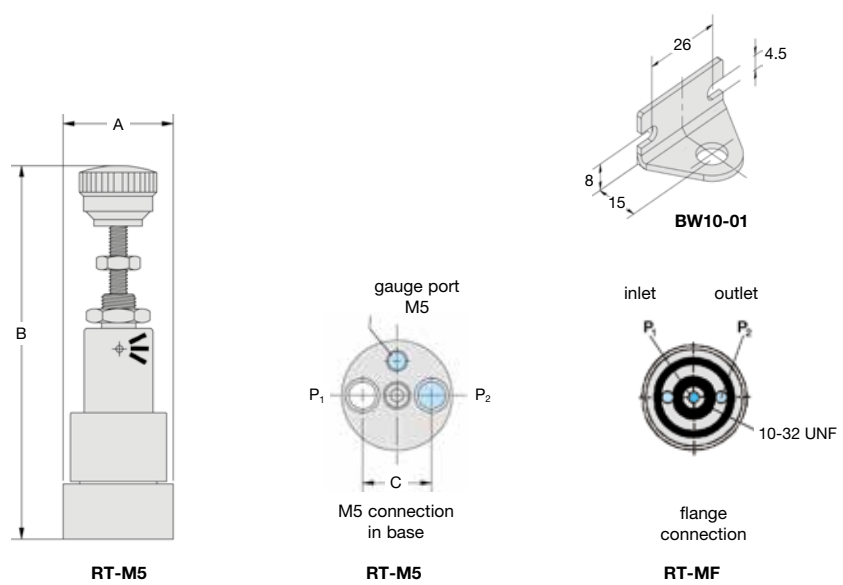 26
4.5
8
15
BW10-01
A
B
RT-M5
gauge port
M5
P₁
P₂
C
M5 connection
in base
RT-M5
inlet
outlet
P₁
P₂
10-32 UNF
flange
connection
RT-MF